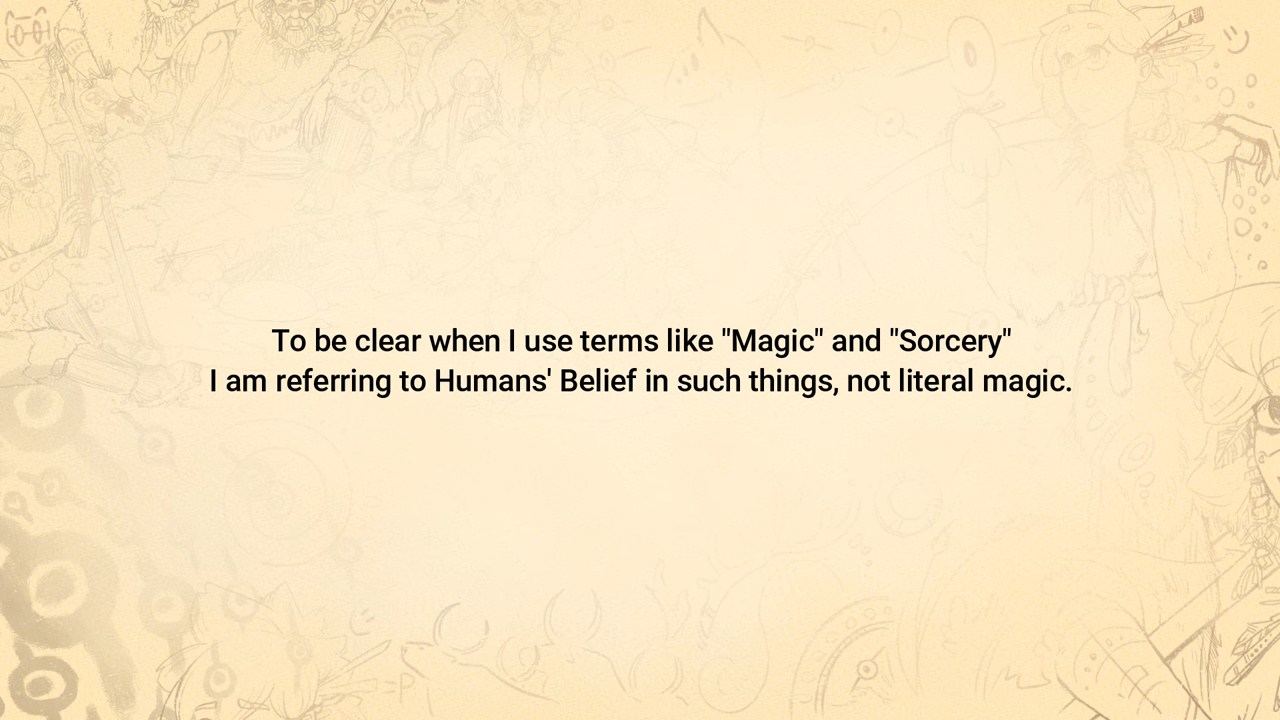 To be clear when I use terms like "Magic" and "Sorcery"
I am referring to Humans' Belief in such things, not literal magic.